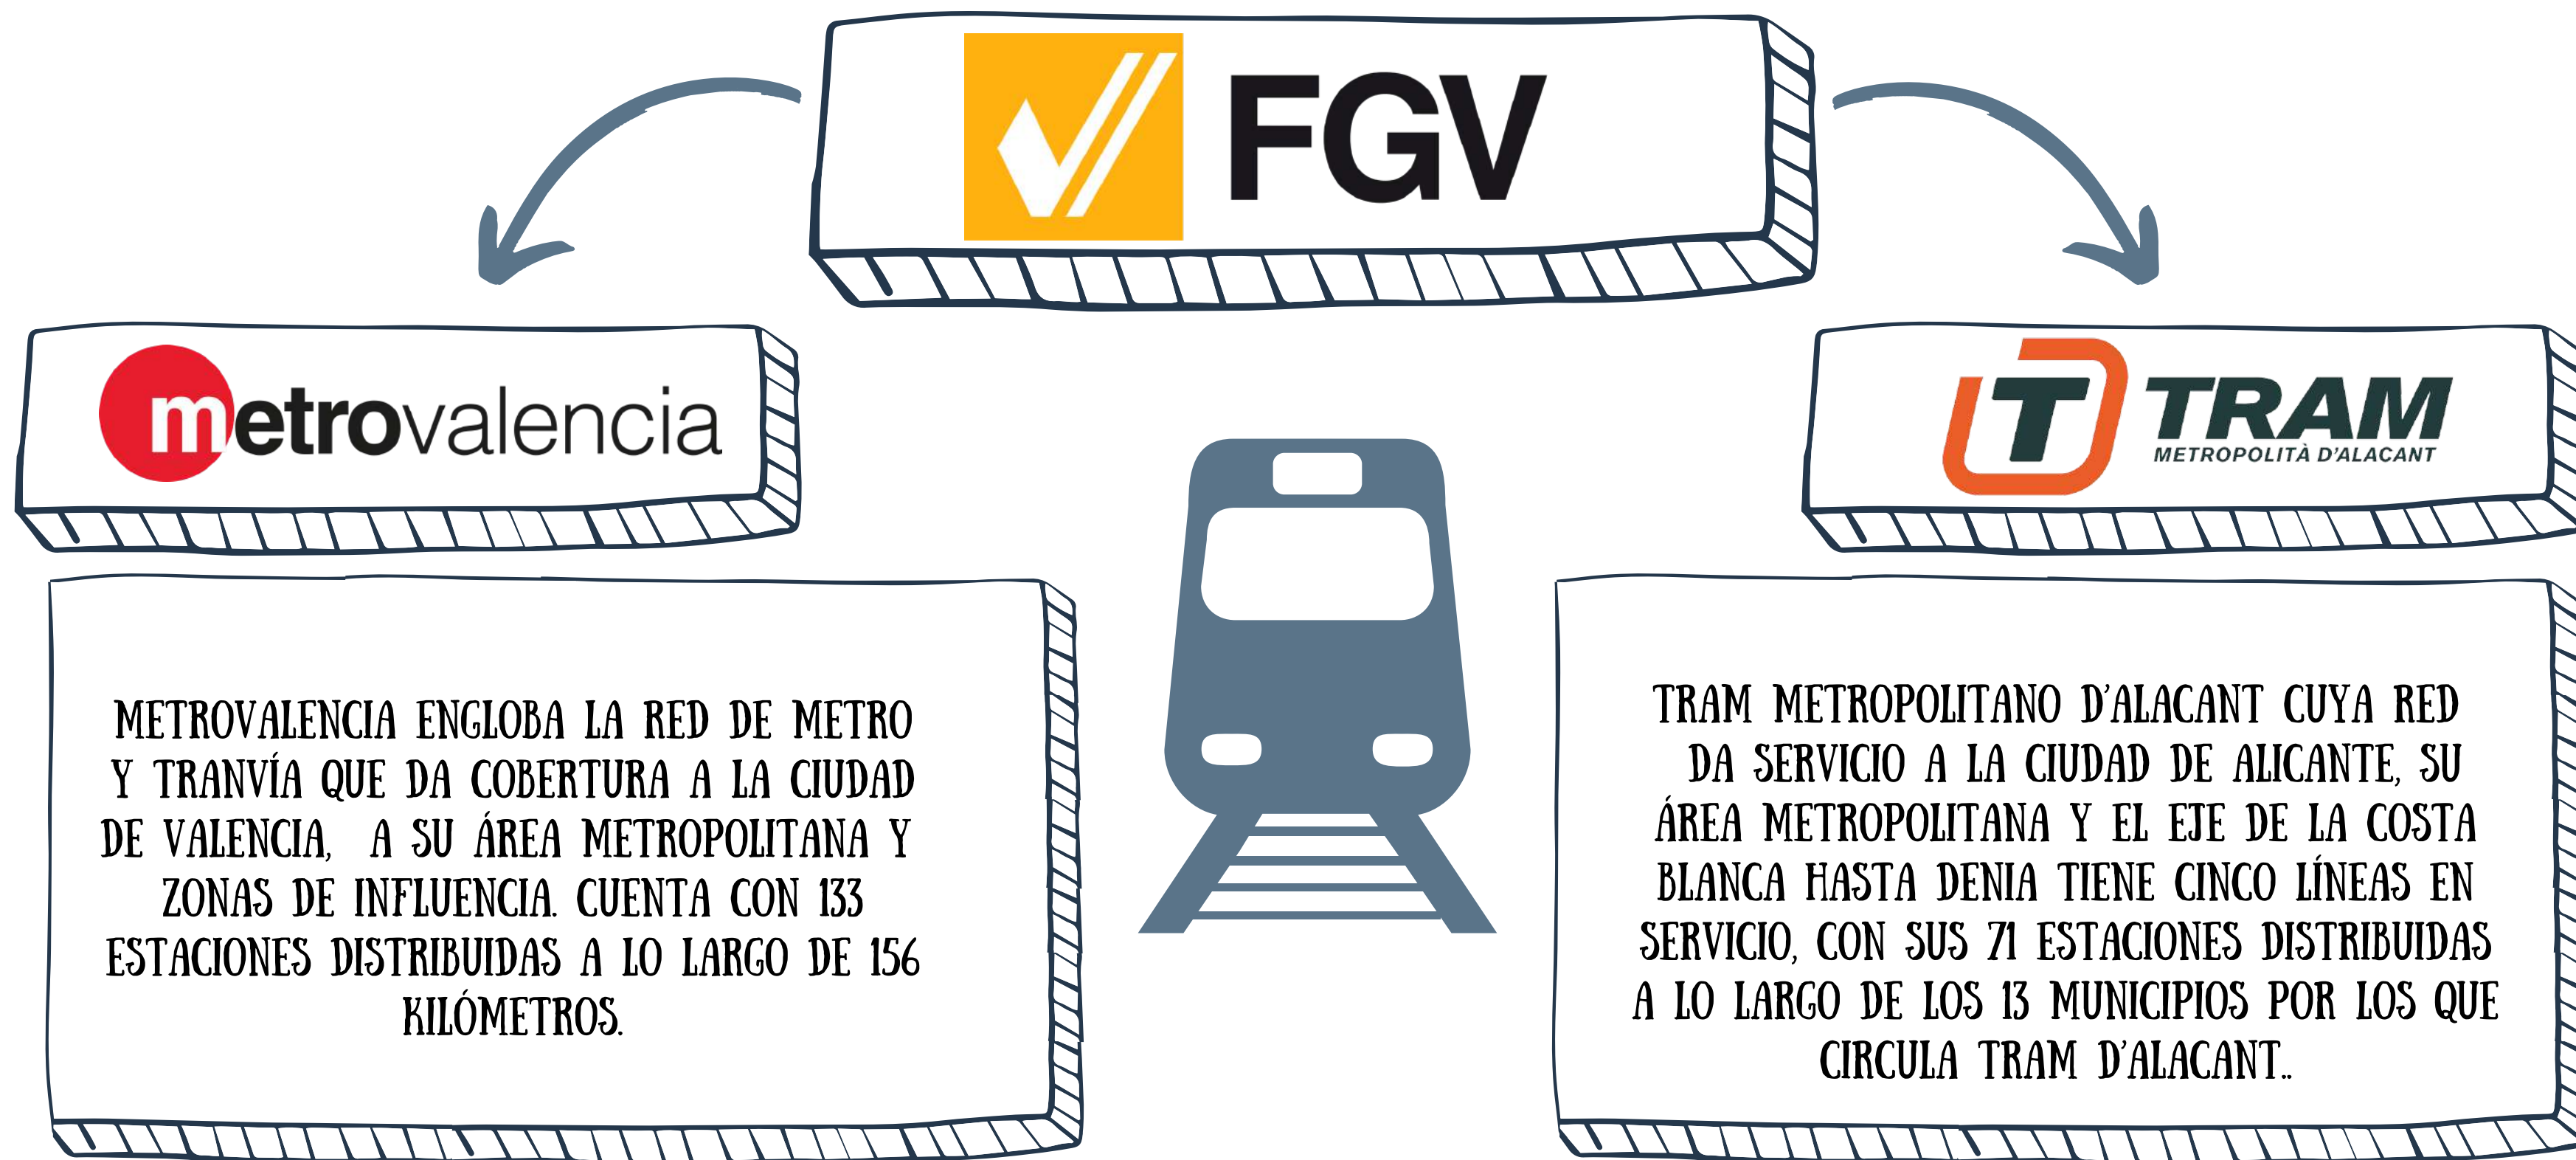 FGV
metrovalencia
TRAM
METROPOLITÀ D'ALACANT
METROVALENCIA ENGLOBA LA RED DE METRO
Y TRANVÍA QUE DA COBERTURA A LA CIUDAD
DE VALENCIA, A SU ÁREA METROPOLITANA Y
ZONAS DE INFLUENCIA. CUENTA CON 133
ESTACIONES DISTRIBUIDAS A LO LARGO DE 156
KILÓMETROS.
TRAM METROPOLITANO D'ALACANT CUYA RED
DA SERVICIO A LA CIUDAD DE ALICANTE, SU
ÁREA METROPOLITANA Y EL EJE DE LA COSTA
BLANCA HASTA DENIA TIENE CINCO LÍNEAS EN
SERVICIO, CON SUS 71 ESTACIONES DISTRIBUIDAS
A LO LARGO DE LOS 13 MUNICIPIOS POR LOS QUE
CIRCULA TRAM D'ALACANT..